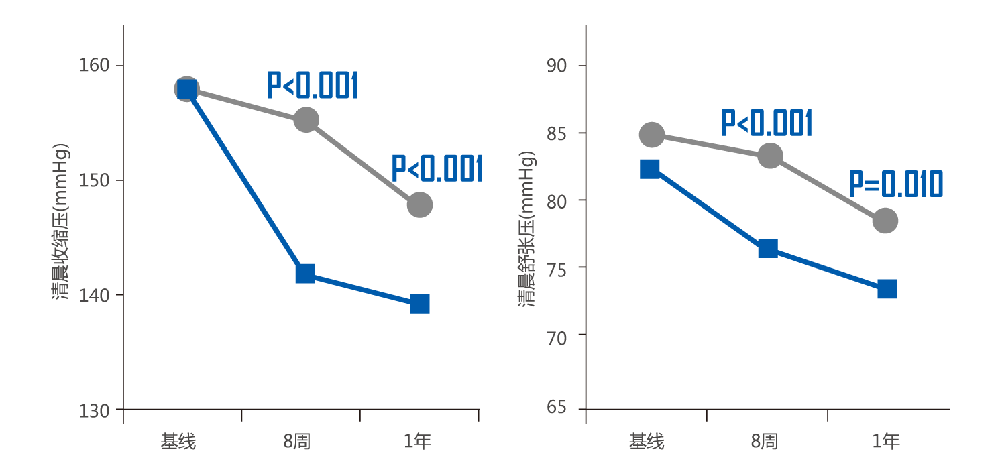 清晨收缩压(mmHg)
160
150
140
130
P<0.001
P<0.001
基线
8周
1年
清晨舒张压(mmHg)
90
85
80
75
70
65
P<0.001
P=0.010
基线
8周
1年